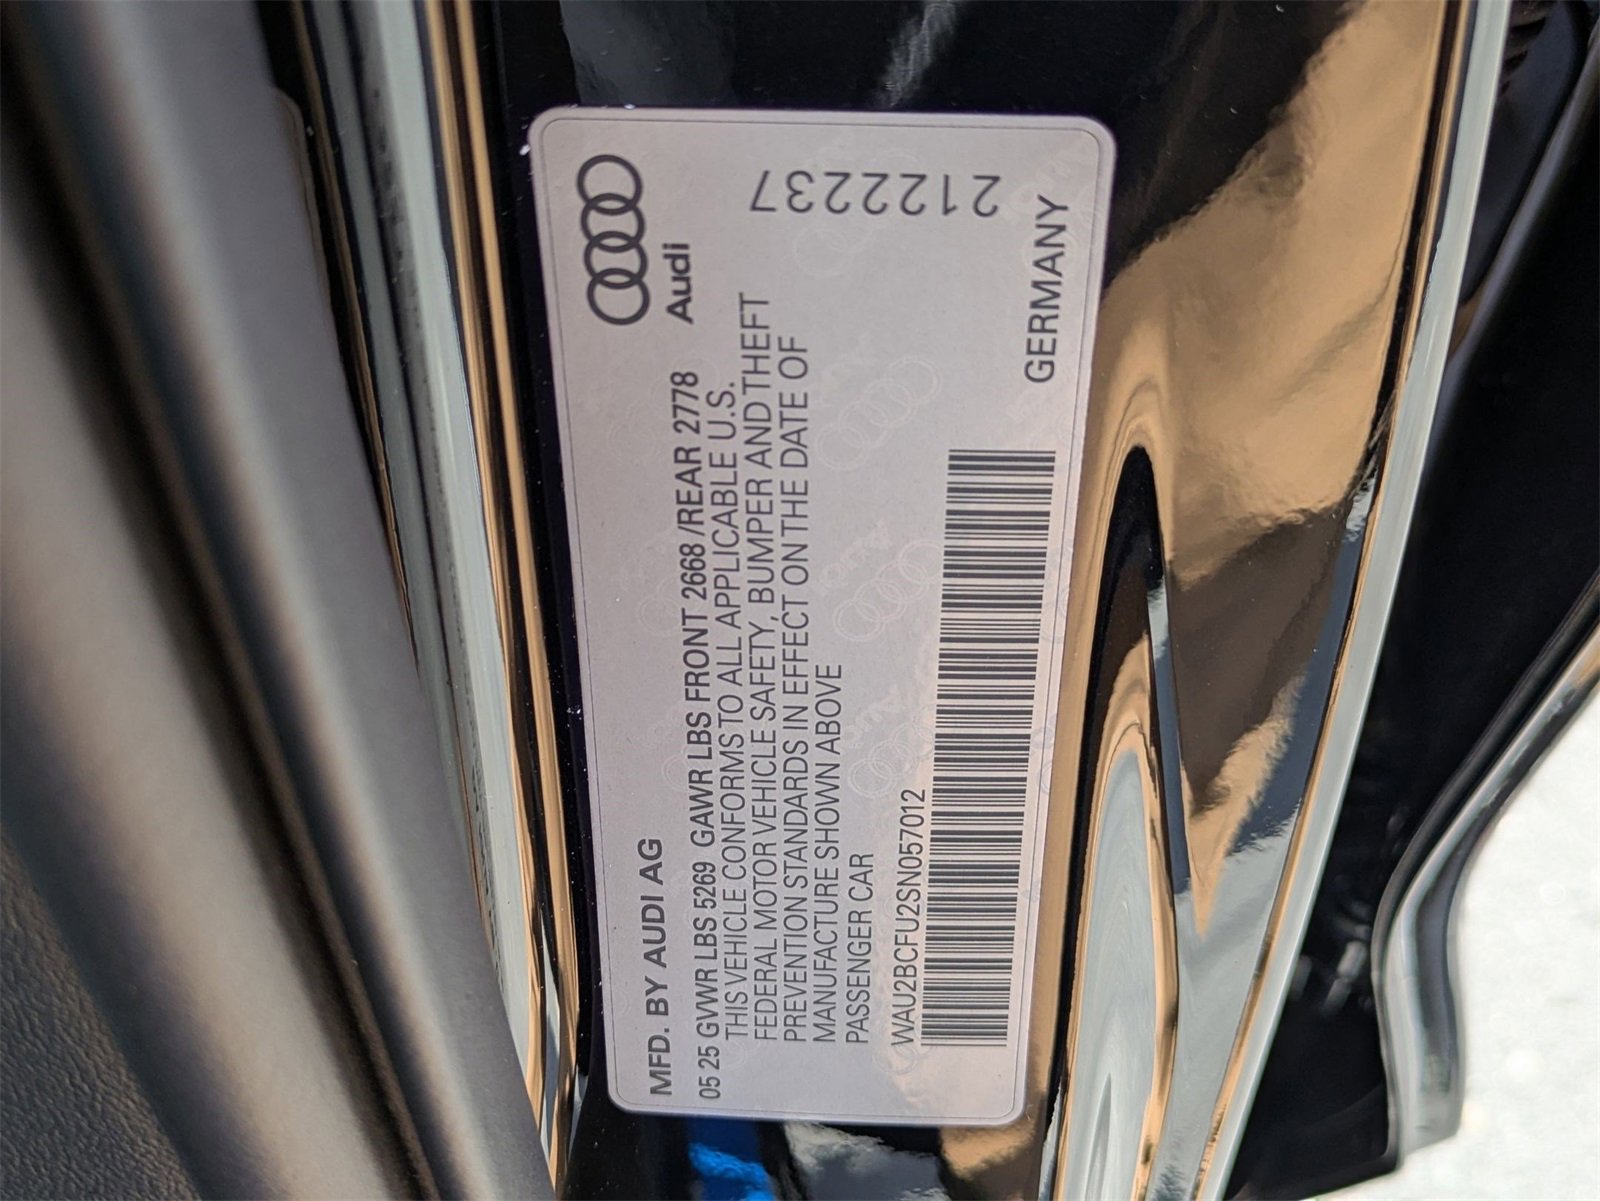 MFD. BY AUDI AG
Audi
05 25 GVWR LBS 5269 GAWR LBS FRONT 2668 /REAR 2778
THIS VEHICLE CONFORMS TO ALL APPLICABLE U.S.
FEDERAL MOTOR VEHICLE SAFETY, BUMPER AND THEFT
PREVENTION STANDARDS IN EFFECT ON THE DATE OF
MANUFACTURE SHOWN ABOVE
PASSENGER CAR
2122237
WAU2BCFU2SN057012
GERMANY